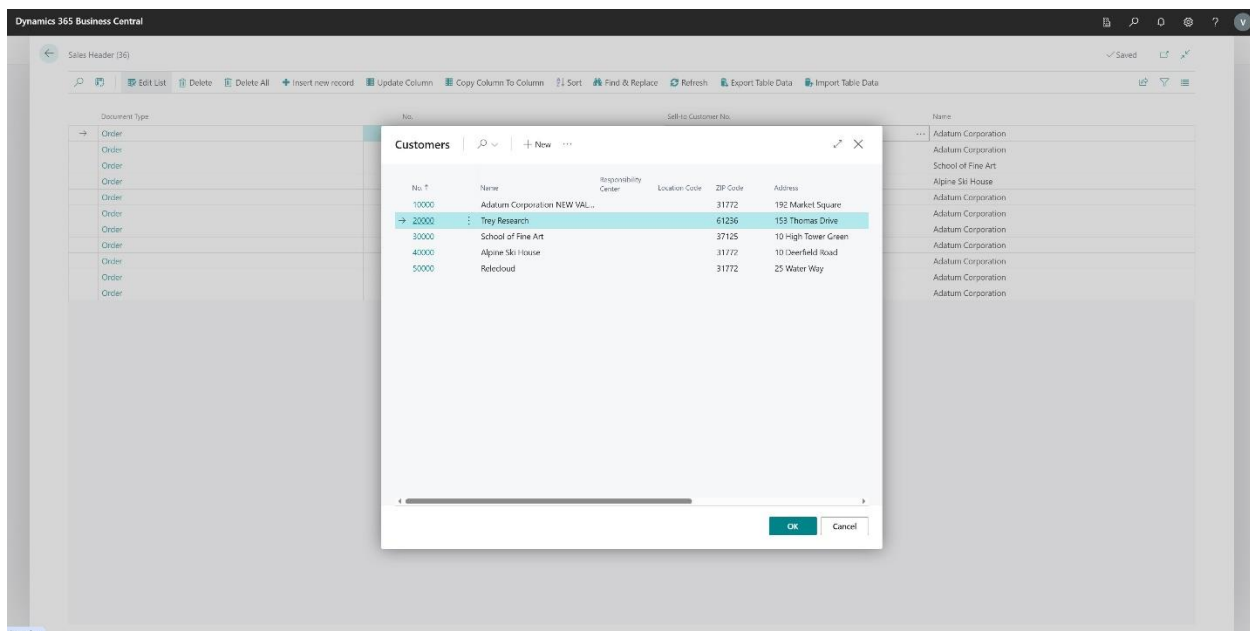 Dynamics 365 Business Central
Sales Header (36)
Saved
Edit List Delete Delete All Insert new record Update Column Copy Column To Column Sort Find & Replace Refresh Export Table Data Import Table Data
Document Type No. Sell-to Customer No. Name
Order Adatum Corporation
Order Adatum Corporation
Order School of Fine Art
Order Alpine Ski House
Order Adatum Corporation
Order Adatum Corporation
Order Adatum Corporation
Order Adatum Corporation
Order Adatum Corporation
Order Adatum Corporation
Order Adatum Corporation
Customers + New ...
No. ↑ Name Responsibility Center Location Code ZIP Code Address
10000 Adatum Corporation NEW VAL... 31772 192 Market Square
→ 20000 Trey Research 61236 153 Thomas Drive
30000 School of Fine Art 37125 10 High Tower Green
40000 Alpine Ski House 31772 10 Deerfield Road
50000 Relecloud 31772 25 Water Way
OK Cancel
? V